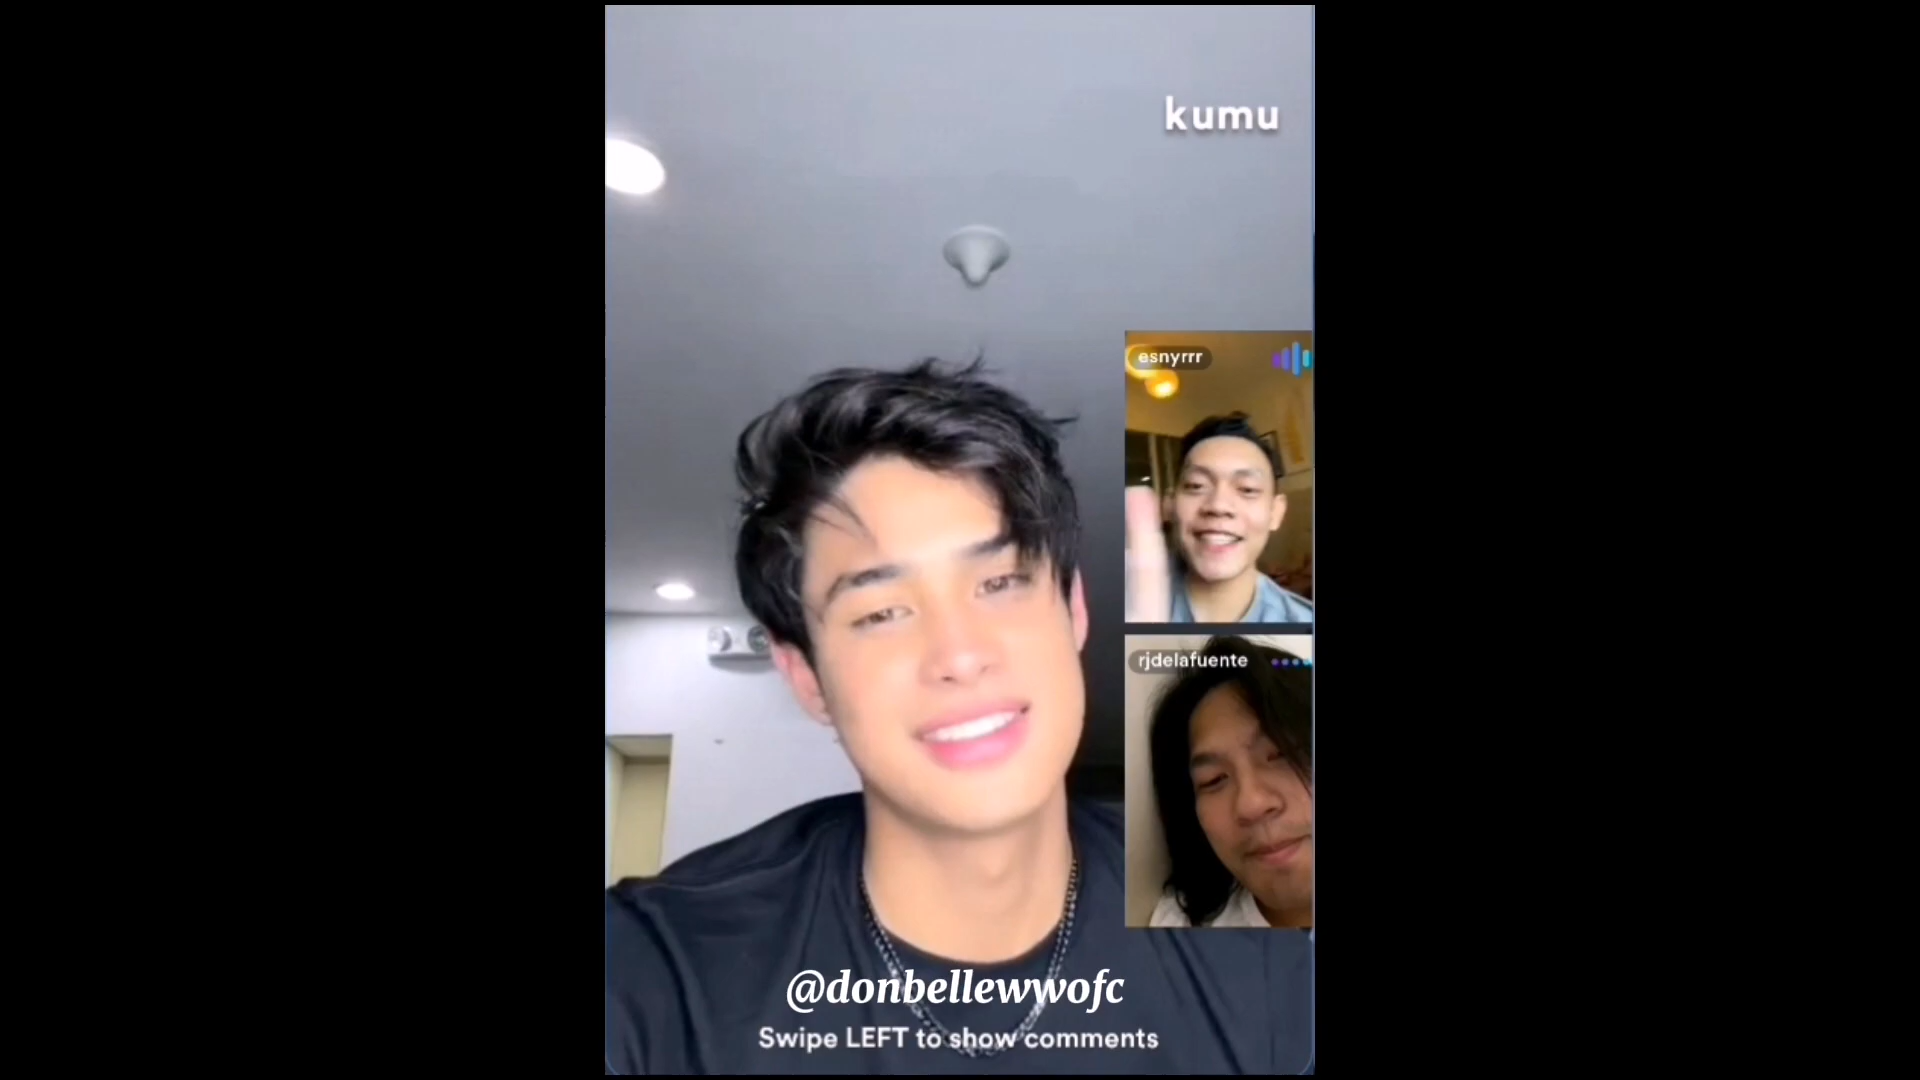 kumu
esnyrrr
rjdelafuente
@donbellewwofc
Swipe LEFT to show comments